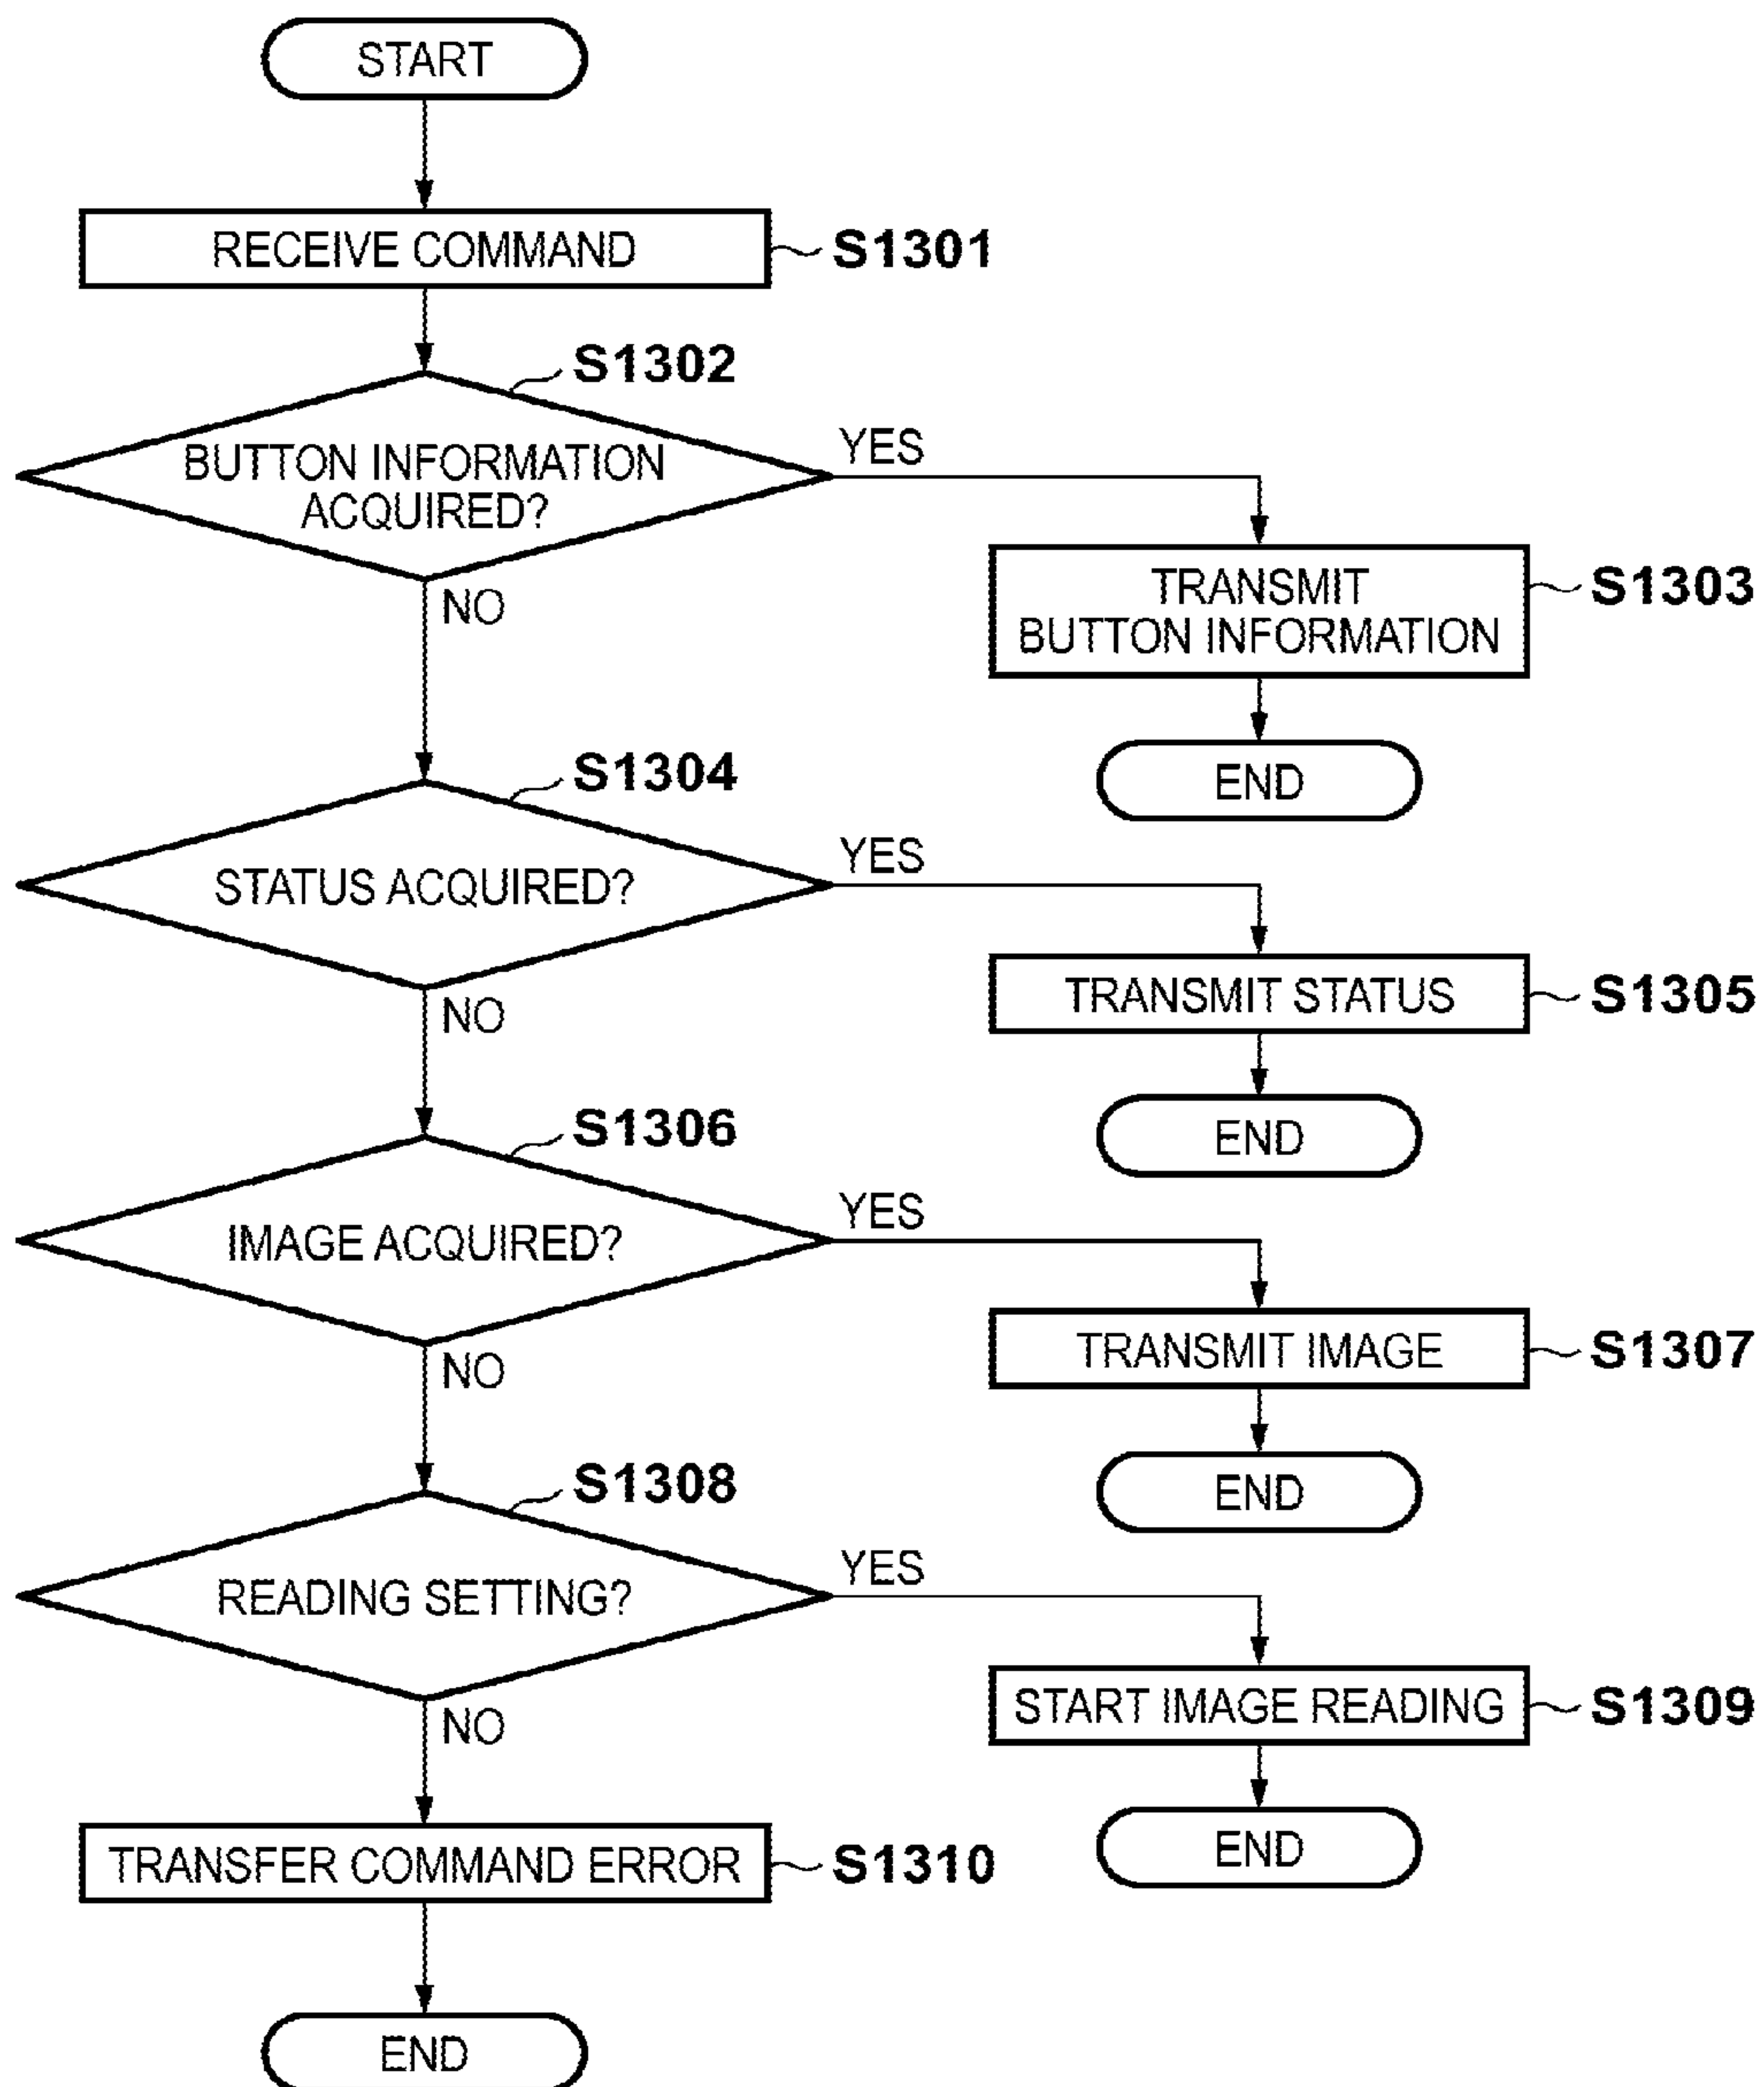 START
RECEIVE COMMAND
S1301
S1302
BUTTON INFORMATION
ACQUIRED?
YES
NO
TRANSMIT
BUTTON INFORMATION
S1303
END
S1304
STATUS ACQUIRED?
YES
NO
TRANSMIT STATUS
S1305
END
S1306
IMAGE ACQUIRED?
YES
NO
TRANSMIT IMAGE
S1307
END
S1308
READING SETTING?
YES
NO
START IMAGE READING
S1309
END
TRANSFER COMMAND ERROR
S1310
END